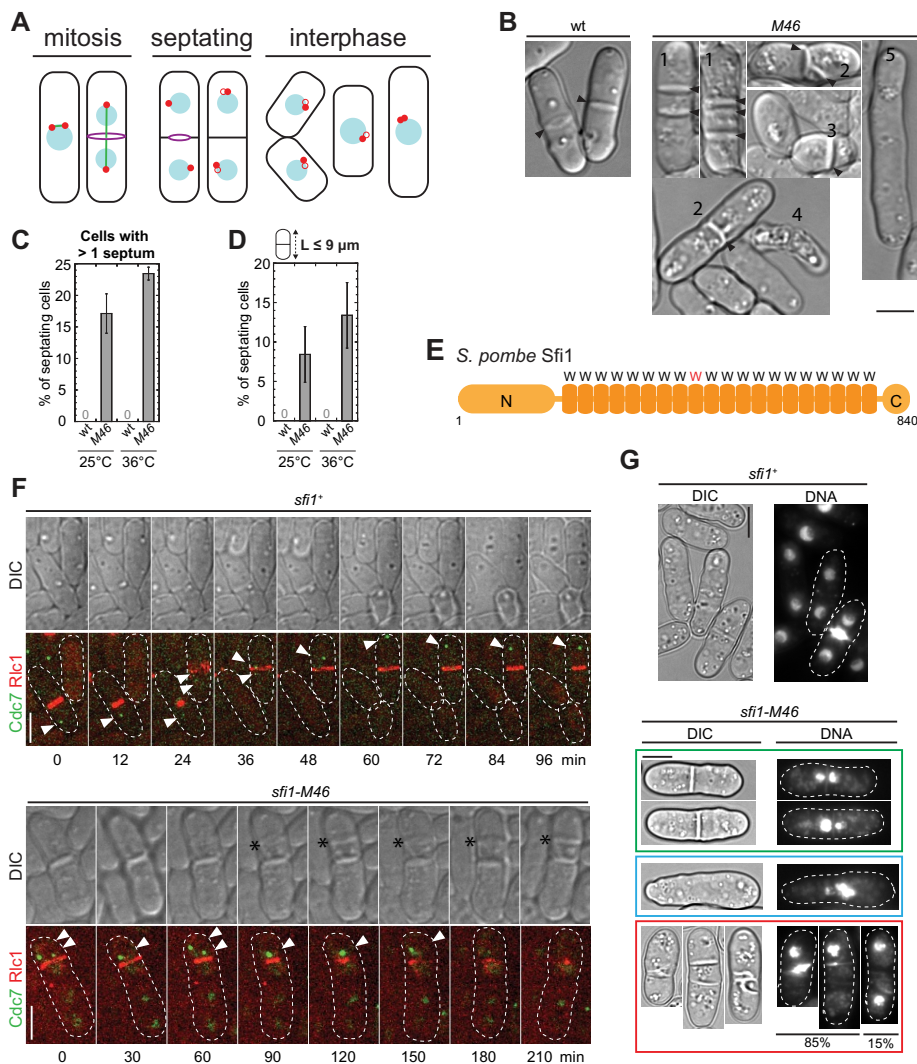 A
mitosis septating interphase
B
wt M46
1 1 2 3 5
2 4
C
Cells with
> 1 septum
% of septating cells
25
20
15
10
5
0
0 0
wt M46 wt M46
25°C 36°C
D
L ≤ 9 μm
% of septating cells
25
20
15
10
5
0
0 0
wt M46 wt M46
25°C 36°C
E
S. pombe Sfi1
W W W W W W W W W W W W W W W W W W W W
N C
1 840
F
sfi1+
DIC
Cdc7 Rlc1
0 12 24 36 48 60 72 84 96 min
sfi1-M46
DIC
* * * * *
Cdc7 Rlc1
0 30 60 90 120 150 180 210 min
G
sfi1+
DIC DNA
sfi1-M46
DIC DNA
85% 15%